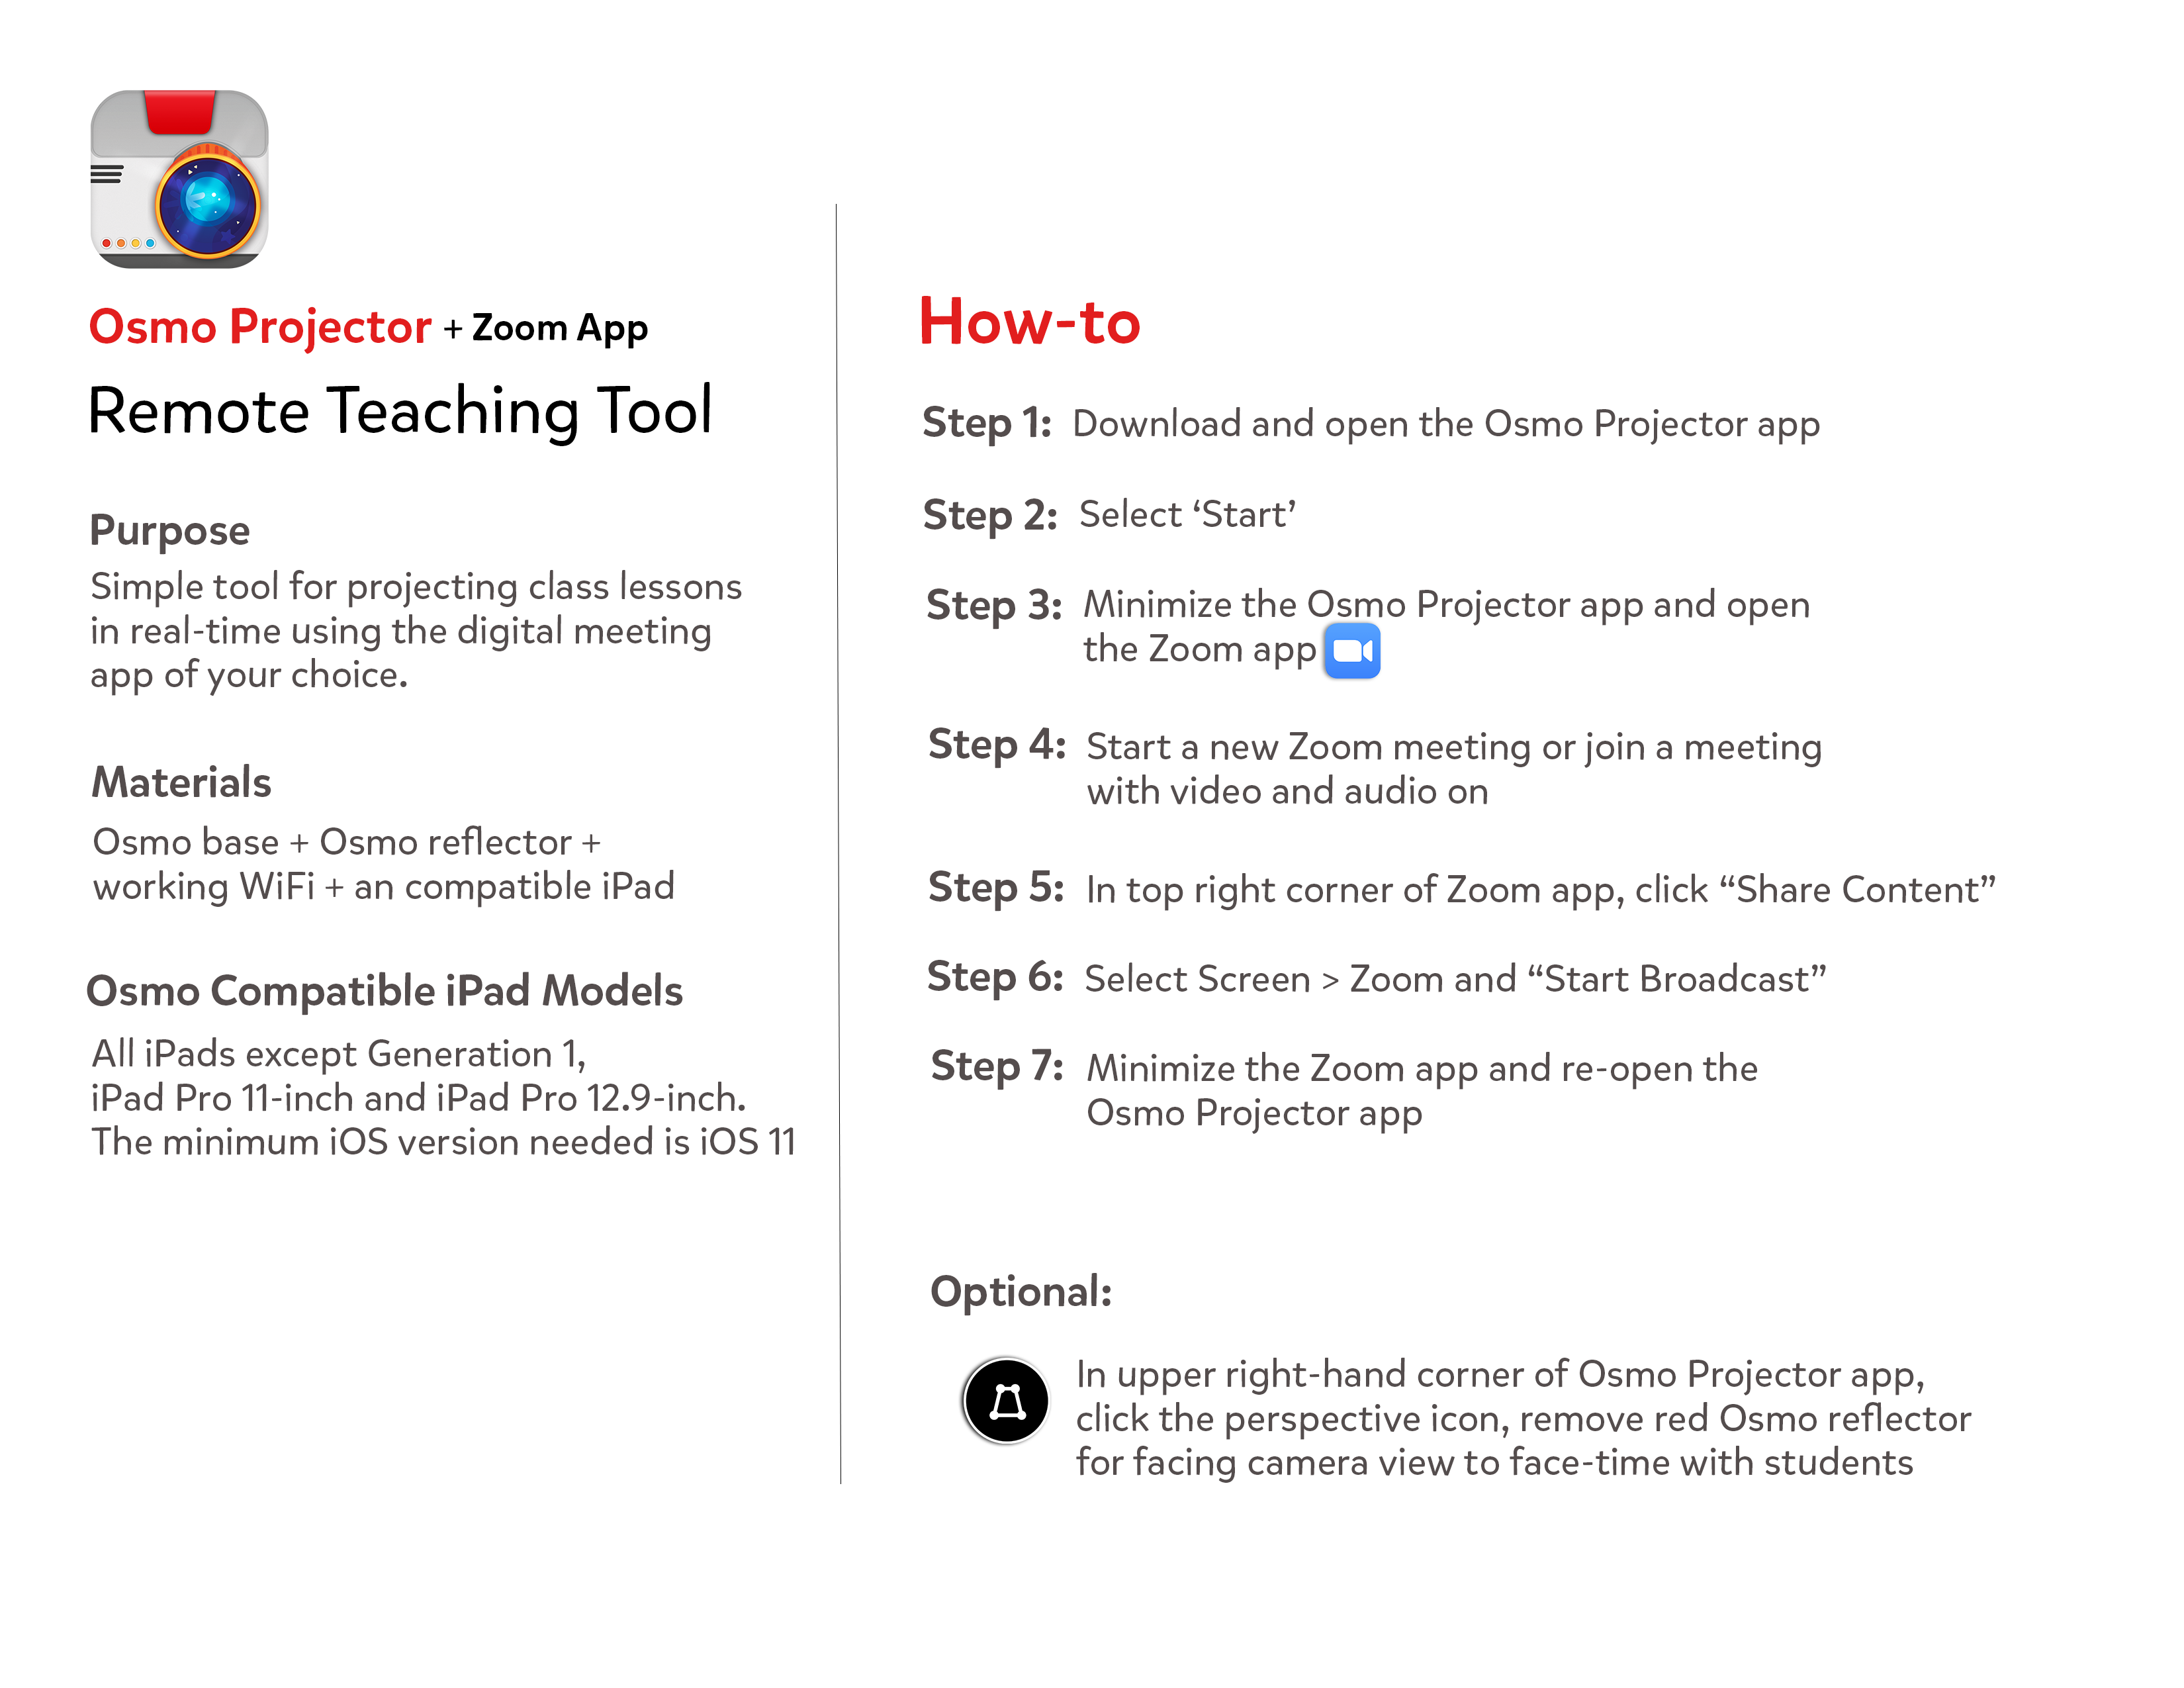 Osmo Projector + Zoom App
Remote Teaching Tool
Purpose
Simple tool for projecting class lessons
in real-time using the digital meeting
app of your choice.
Materials
Osmo base + Osmo reflector +
working WiFi + an compatible iPad
Osmo Compatible iPad Models
All iPads except Generation 1,
iPad Pro 11-inch and iPad Pro 12.9-inch.
The minimum iOS version needed is iOS 11
How-to
Step 1: Download and open the Osmo Projector app
Step 2: Select ‘Start’
Step 3: Minimize the Osmo Projector app and open
the Zoom app
Step 4: Start a new Zoom meeting or join a meeting
with video and audio on
Step 5: In top right corner of Zoom app, click “Share Content”
Step 6: Select Screen > Zoom and “Start Broadcast”
Step 7: Minimize the Zoom app and re-open the
Osmo Projector app
Optional:
In upper right-hand corner of Osmo Projector app,
click the perspective icon, remove red Osmo reflector
for facing camera view to face-time with students